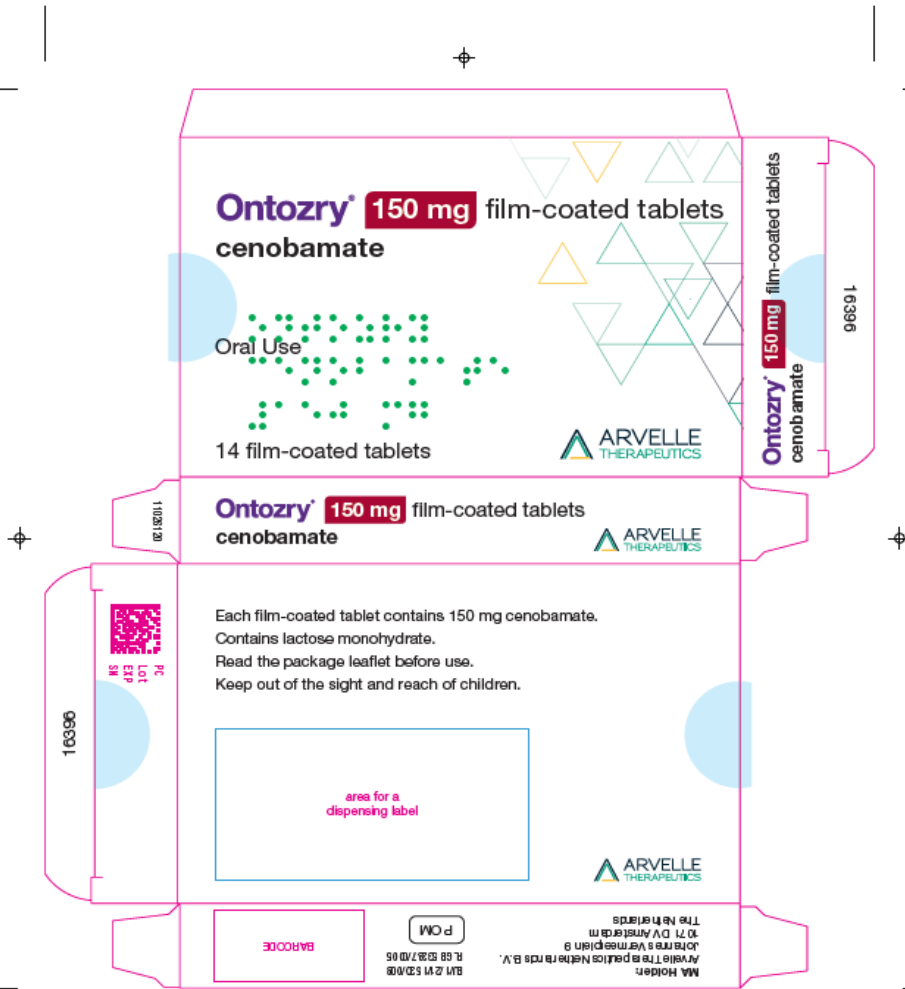 Ontozry® 150 mg film-coated tablets
cenobamate
Oral Use
14 film-coated tablets
ARVELLE
THERAPEUTICS
Ontozry® 150 mg film-coated tablets
cenobamate
16396
11026120
Ontozry® 150 mg film-coated tablets
cenobamate
ARVELLE
THERAPEUTICS
PC
Lot
EXP
SN
16396
Each film-coated tablet contains 150 mg cenobamate.
Contains lactose monohydrate.
Read the package leaflet before use.
Keep out of the sight and reach of children.
area for a
dispensing label
ARVELLE
THERAPEUTICS
BARCODE
POM
MA Holder:
Arvelle Therapeutics Netherlands B.V.
Johannes Vermeerplein 9
1071 DV Amsterdam
The Netherlands